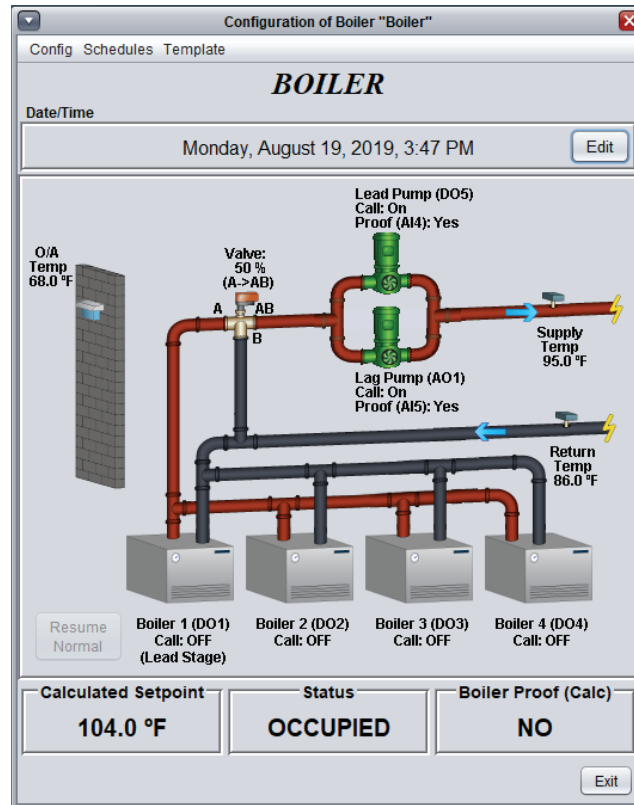 Configuration of Boiler "Boiler"
Config Schedules Template
BOILER
Date/Time
Monday, August 19, 2019, 3:47 PM
Edit
Lead Pump (DO5)
Call: On
Proof (AI4): Yes
O/A
Temp
68.0 ºF
Valve:
50 %
(A->AB)
A
AB
B
Supply
Temp
95.0 ºF
Lag Pump (AO1)
Call: On
Proof (AI5): Yes
Return
Temp
86.0 ºF
Resume
Normal
Boiler 1 (DO1)
Call: OFF
(Lead Stage)
Boiler 2 (DO2)
Call: OFF
Boiler 3 (DO3)
Call: OFF
Boiler 4 (DO4)
Call: OFF
Calculated Setpoint
104.0 ºF
Status
OCCUPIED
Boiler Proof (Calc)
NO
Exit